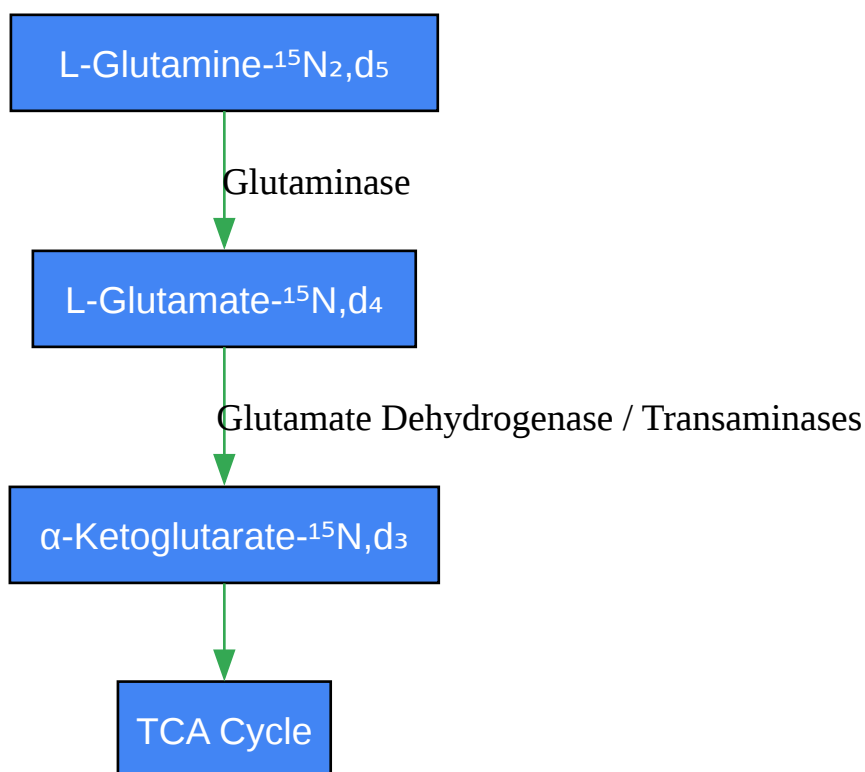 L-Glutamine-¹⁵N₂,d₅
Glutaminase
L-Glutamate-¹⁵N,d₄
Glutamate Dehydrogenase / Transaminases
α-Ketoglutarate-¹⁵N,d₃
TCA Cycle